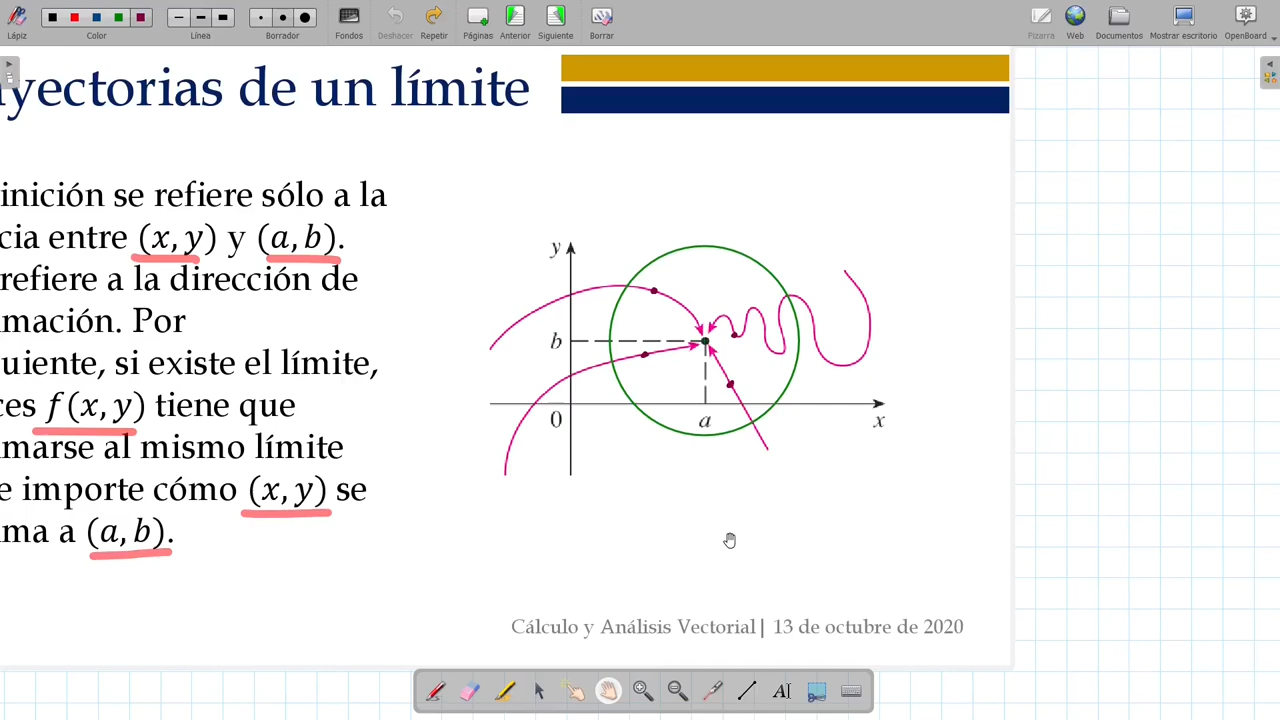 Lápiz Color Línea Borrador Fondos Deshacer Repetir Páginas Anterior Siguiente Borrar Pizarra Web Documentos Mostrar escritorio OpenBoard
yectorias de un límite
inición se refiere sólo a la
cia entre (x, y) y (a, b).
refiere a la dirección de
mación. Por
guiente, si existe el límite,
ces f(x, y) tiene que
marse al mismo límite
e importe cómo (x, y) se
ma a (a, b).
y
b
0
a
x
Cálculo y Análisis Vectorial| 13 de octubre de 2020